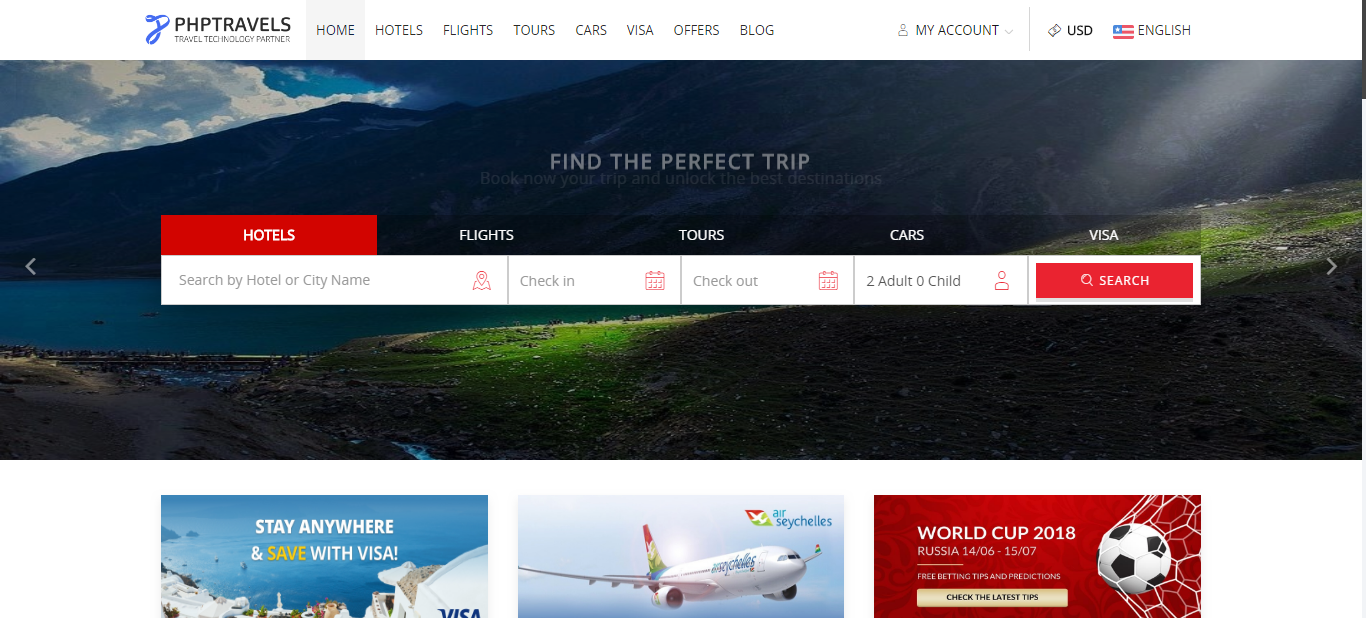 PHPTRAVELS
TRAVEL TECHNOLOGY PARTNER
HOME HOTELS FLIGHTS TOURS CARS VISA OFFERS BLOG MY ACCOUNT USD ENGLISH
FIND THE PERFECT TRIP
Book now your trip and unlock the best destinations
HOTELS FLIGHTS TOURS CARS VISA
Search by Hotel or City Name Check in Check out 2 Adult 0 Child SEARCH
STAY ANYWHERE
& SAVE WITH VISA!
VISA
air
seychelles
airseychelles
WORLD CUP 2018
RUSSIA 14/06 - 15/07
FREE BETTING TIPS AND PREDICTIONS
CHECK THE LATEST TIPS